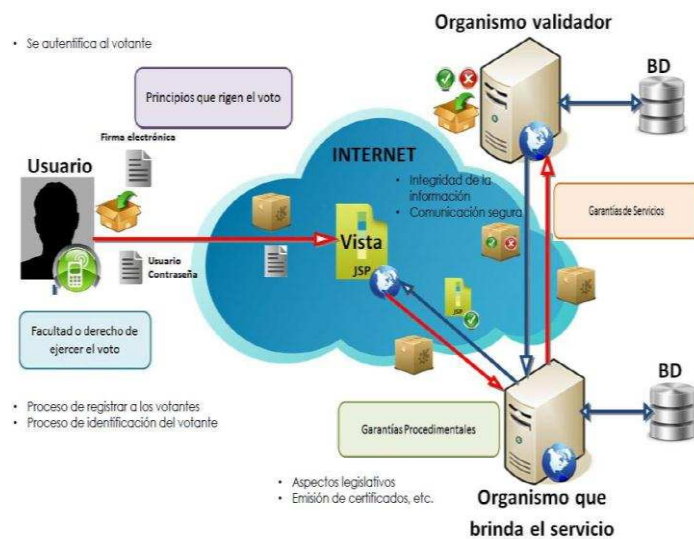 Organismo validador
• Se autentifica al votante
BD
Principios que rigen el voto
Firma electrónica
Usuario
INTERNET
• Integridad de la
información
• Comunicación segura
Garantías de Servicios
Vista
JSP
Usuario
Contraseña
JSP
Facultad o derecho de
ejercer el voto
BD
• Proceso de registrar a los votantes
• Proceso de identificación del votante
Garantías Procedimentales
• Aspectos legislativos
• Emisión de certificados, etc.
Organismo que
brinda el servicio